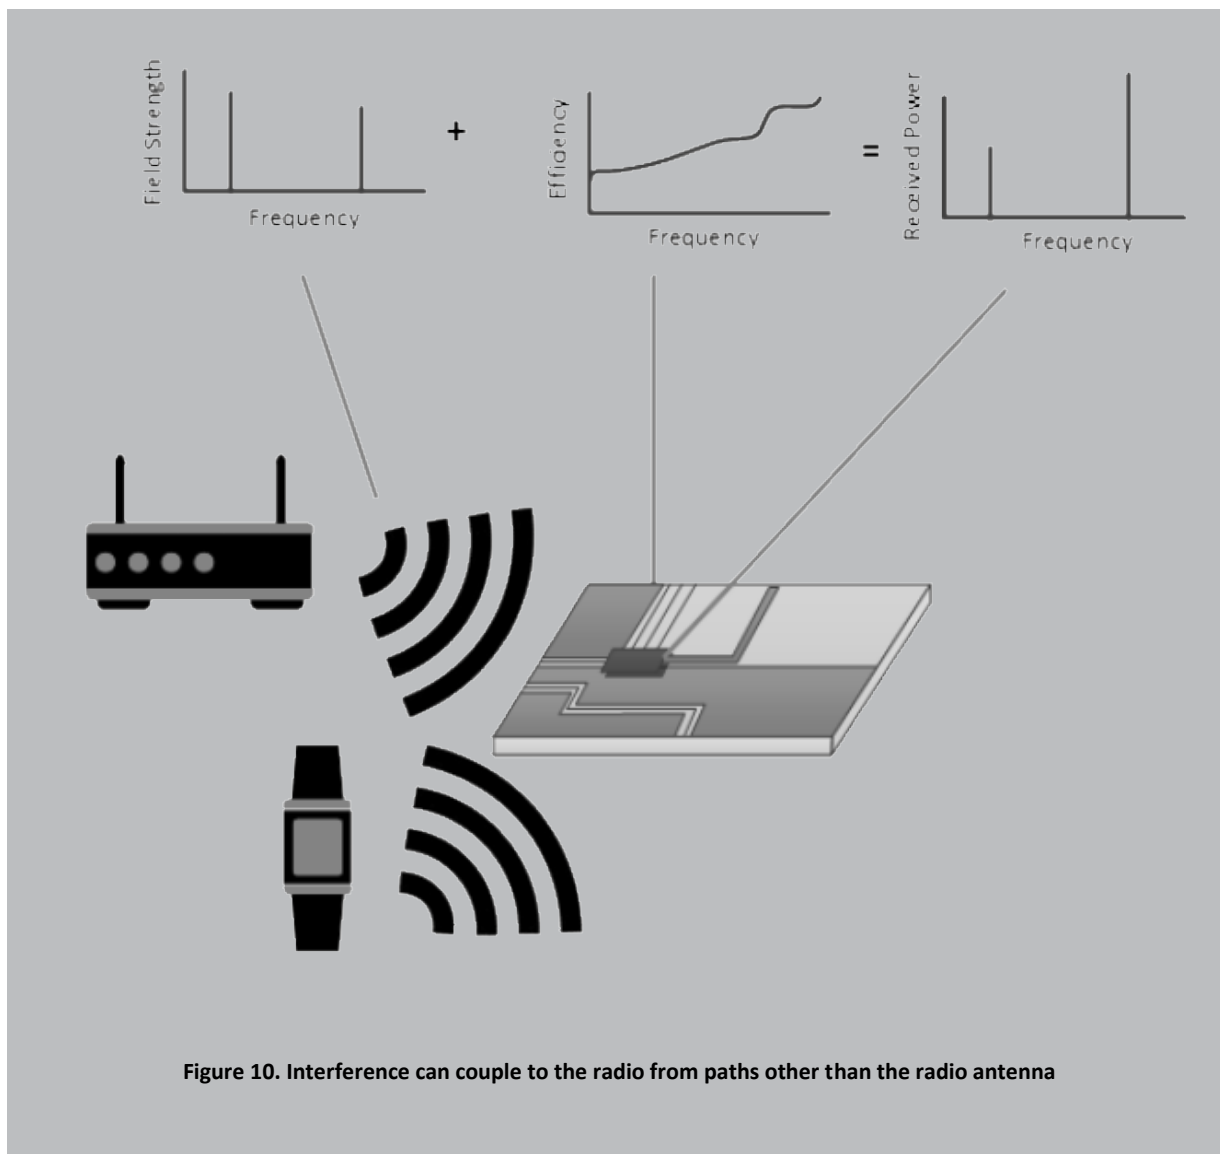 Field Strength
Frequency
+
Efficiency
Frequency
=
Received Power
Frequency
Figure 10. Interference can couple to the radio from paths other than the radio antenna